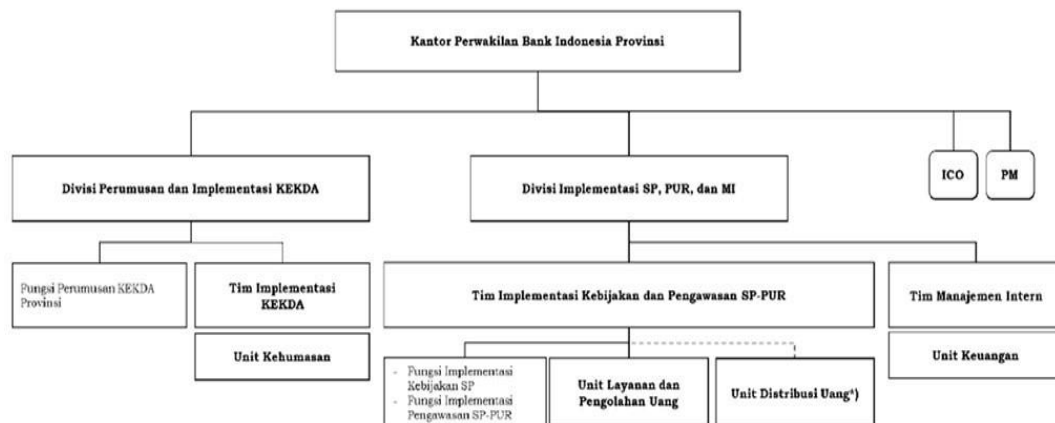 Kantor Perwakilan Bank Indonesia Provinsi
ICO
PM
Divisi Perumusan dan Implementasi KEKDA
Divisi Implementasi SP, PUR, dan MI
Fungsi Perumusan KEKDA
Provinsi
Tim Implementasi
KEKDA
Tim Implementasi Kebijakan dan Pengawasan SP-PUR
Tim Manajemen Intern
Unit Kehumasan
Unit Keuangan
- Fungsi Implementasi
Kebijakan SP
- Fungsi Implementasi
Pengawasan SP-PUR
Unit Layanan dan
Pengolahan Uang
Unit Distribusi Uang*)